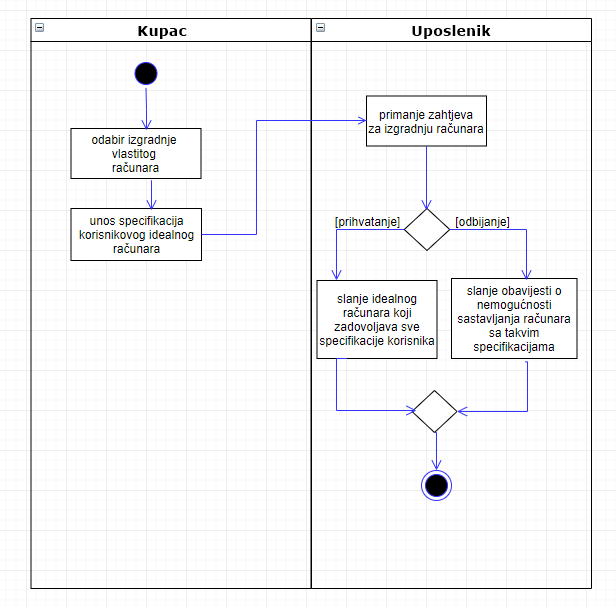 Kupac
Uposlenik
odabir izgradnje
vlastitog
računara
unos specifikacija
korisnikovog idealnog
računara
primanje zahtjeva
za izgradnju računara
[prihvatanje]
[odbijanje]
slanje idealnog
računara koji
zadovoljava sve
specifikacije korisnika
slanje obavijesti o
nemogućnosti
sastavljanja računara
sa takvim
specifikacijama